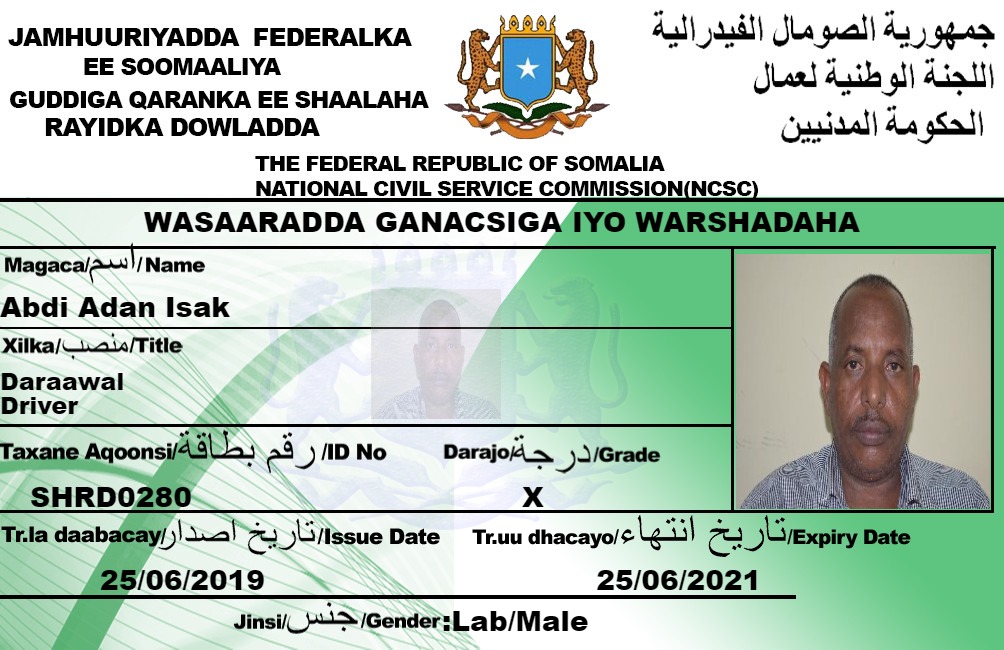 JAMHUURIYADDA FEDERALKA
EE SOOMAALIYA
GUDDIGA QARANKA EE SHAALAHA
RAYIDKA DOWLADDA
جمهورية الصومال الفيدرالية
اللجنة الوطنية لعمال
الحكومة المدنيين
THE FEDERAL REPUBLIC OF SOMALIA
NATIONAL CIVIL SERVICE COMMISSION(NCSC)
WASAARADDA GANACSIGA IYO WARSHADAHA
Magaca/اسم/Name
Abdi Adan Isak
Xilka/منصب/Title
Daraawal
Driver
Taxane Aqoonsi/رقم بطاقة/ID No
Darajo/درجة/Grade
SHRD0280
X
Tr.la daabacay/تاريخ اصدار/Issue Date
Tr.uu dhacayo/تاريخ انتهاء/Expiry Date
25/06/2019
25/06/2021
Jinsi/جنس/Gender:Lab/Male